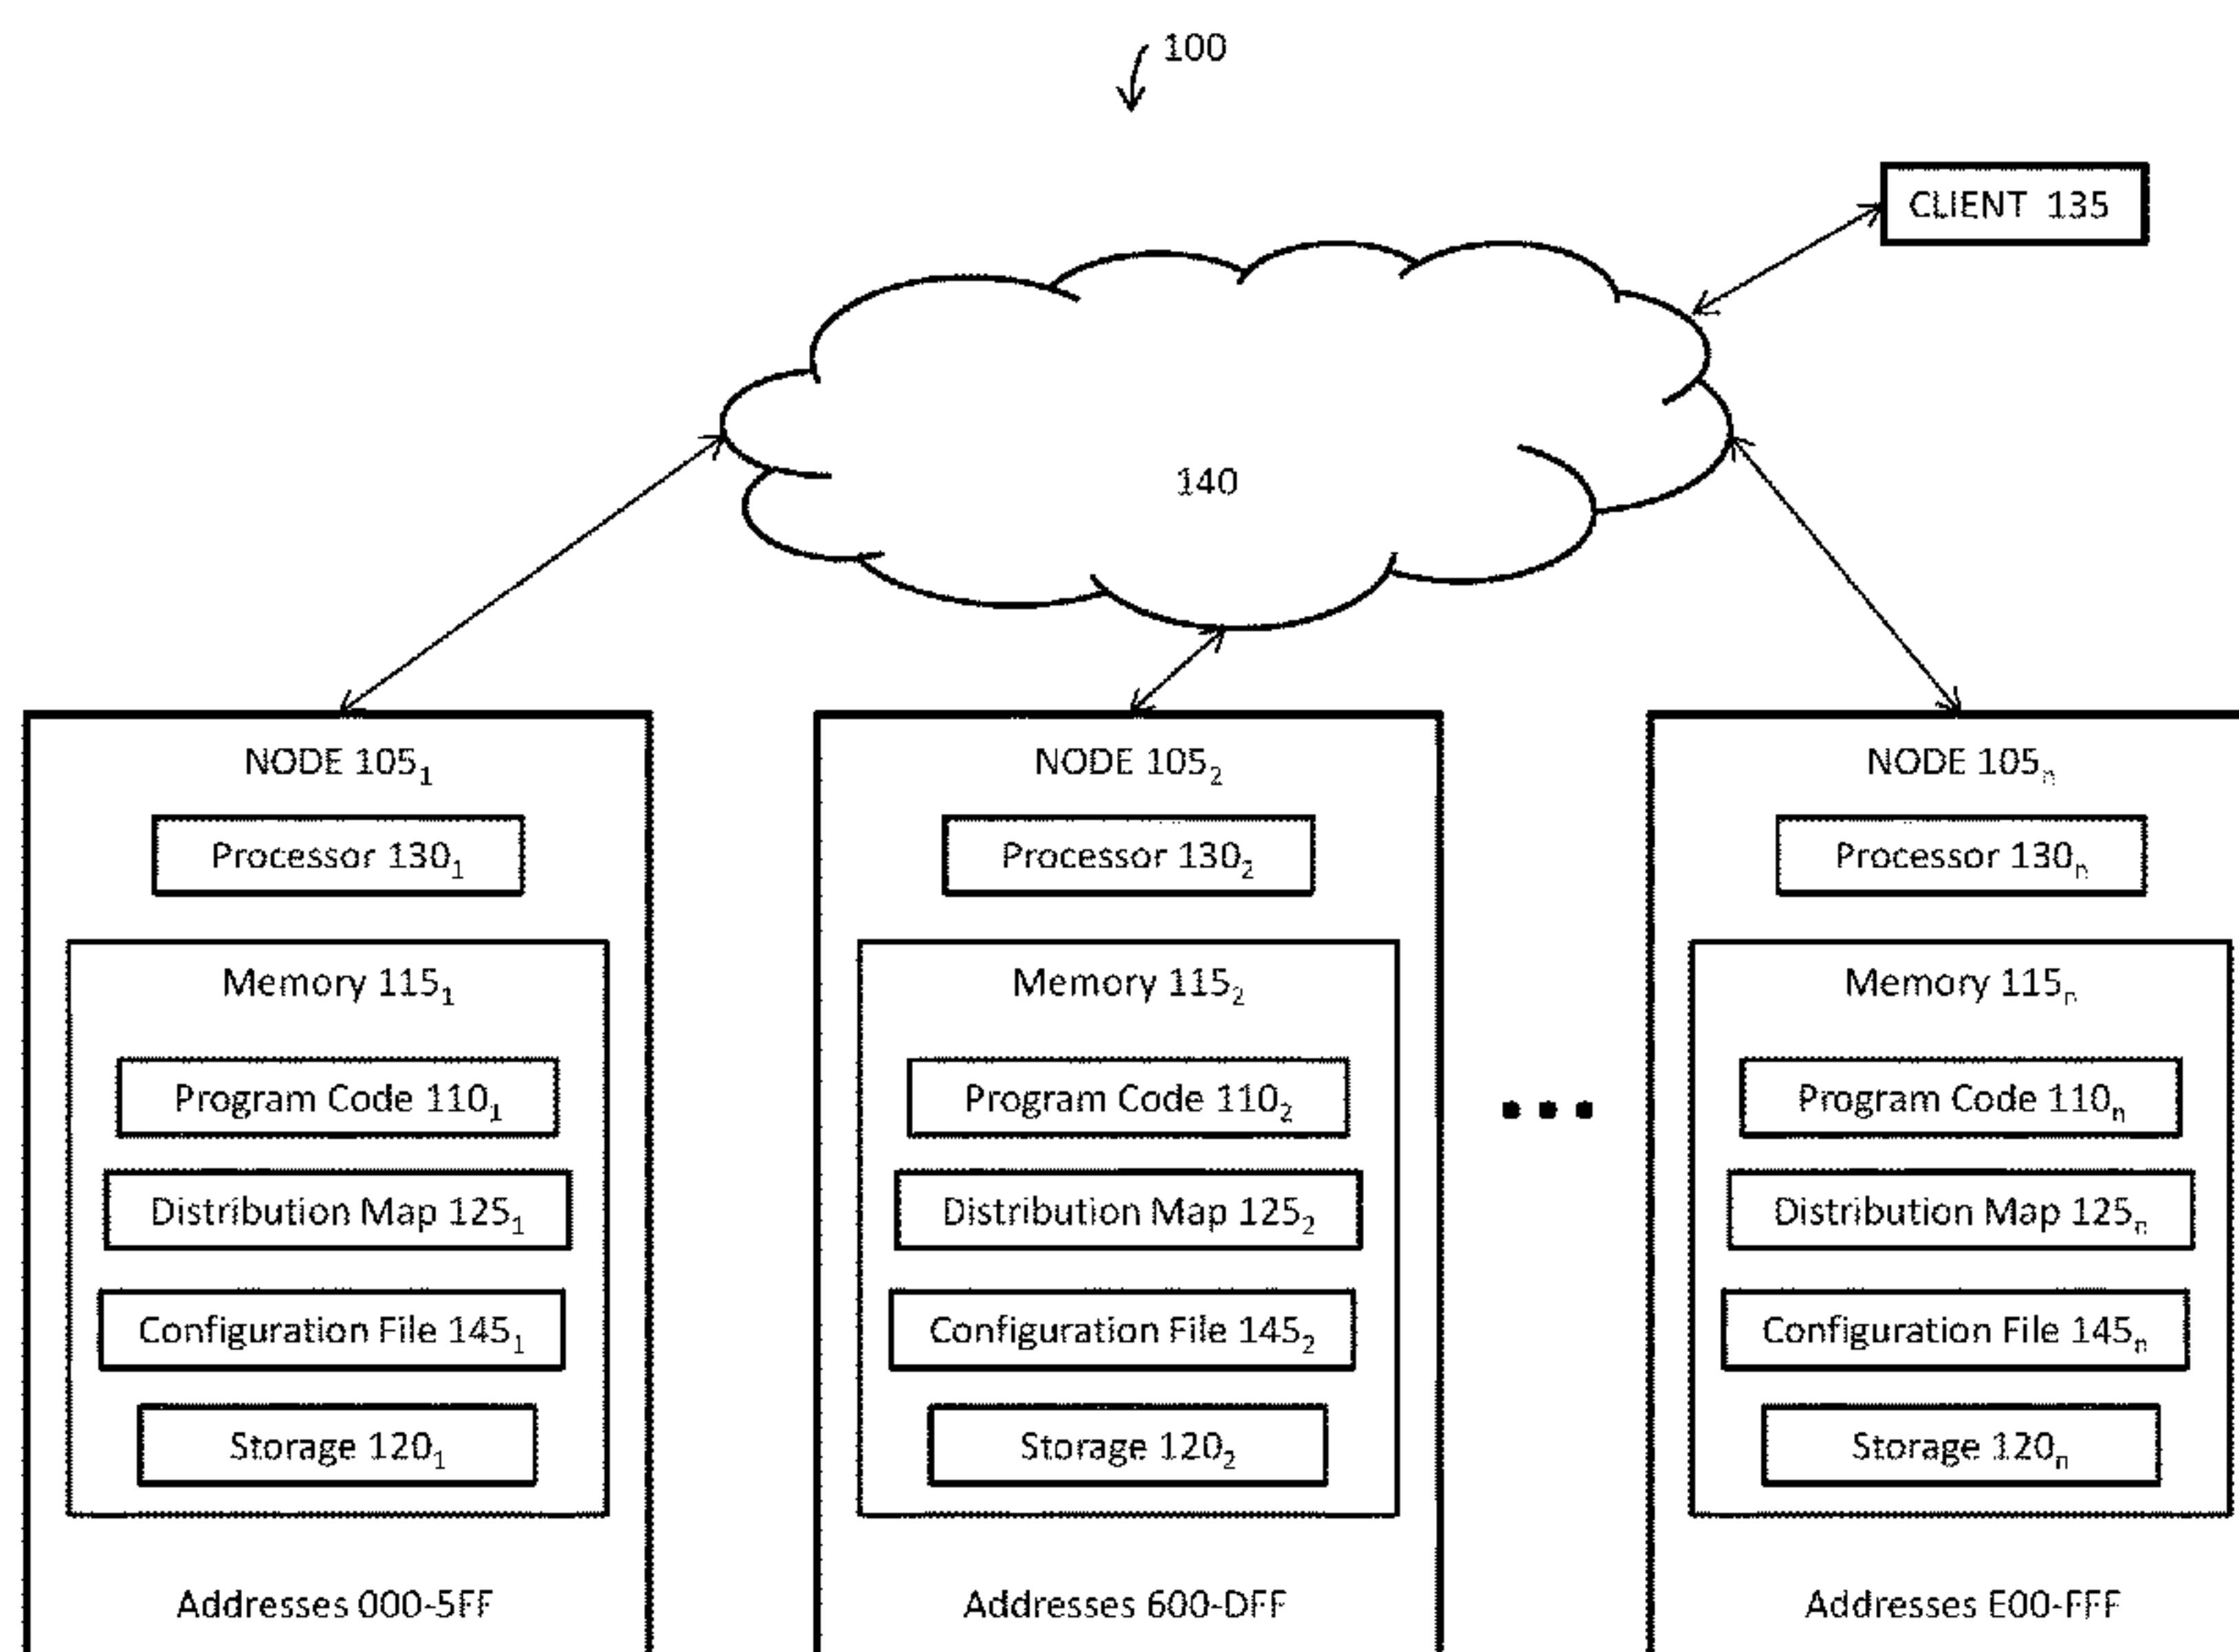 100
CLIENT 135
140
NODE 105₁
Processor 130₁
Memory 115₁
Program Code 110₁
Distribution Map 125₁
Configuration File 145₁
Storage 120₁
Addresses 000-5FF
NODE 105₂
Processor 130₂
Memory 115₂
Program Code 110₂
Distribution Map 125₂
Configuration File 145₂
Storage 120₂
Addresses 600-DFF
NODE 105ₙ
Processor 130ₙ
Memory 115ₙ
Program Code 110ₙ
Distribution Map 125ₙ
Configuration File 145ₙ
Storage 120ₙ
Addresses E00-FFF